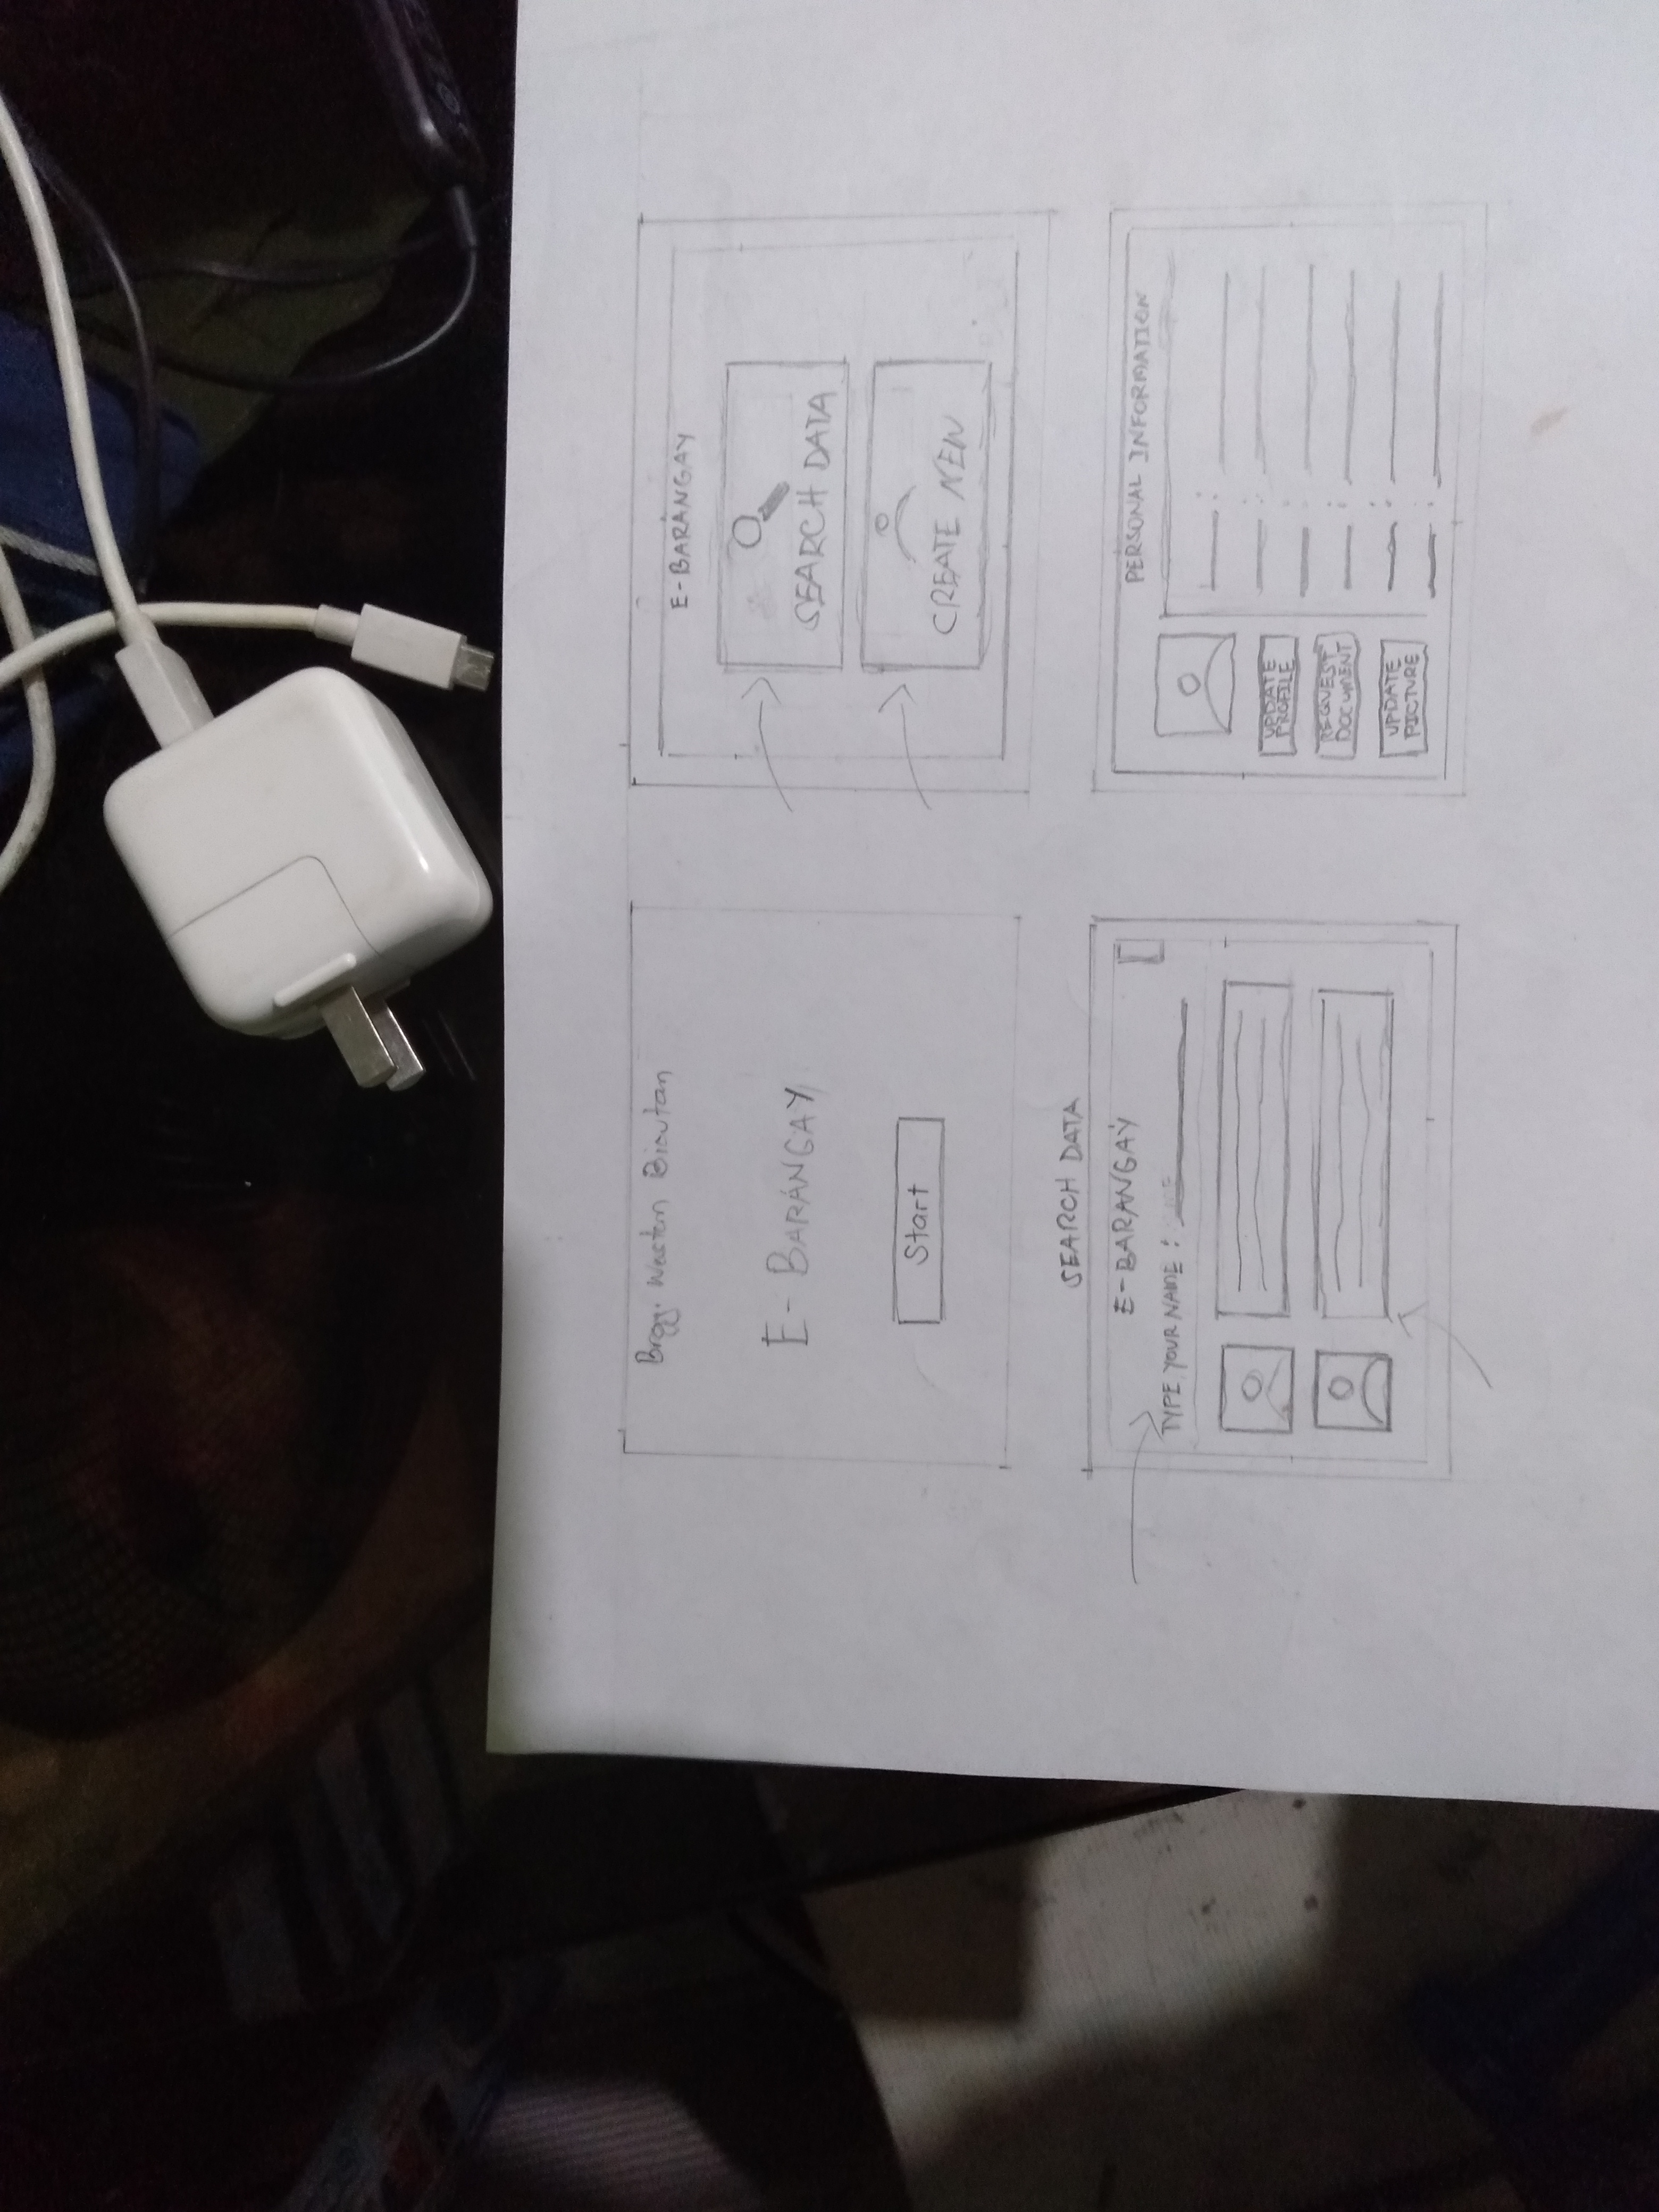 Brgy. Western Bicutan
E- BARANGAY
Start
E-BARANGAY
SEARCH DATA
CREATE NEW
SEARCH DATA
E-BARANGAY
TYPE YOUR NAME :
PERSONAL INFORMATION
UPDATE
PROFILE
REQUEST
DOCUMENT
UPDATE
PICTURE